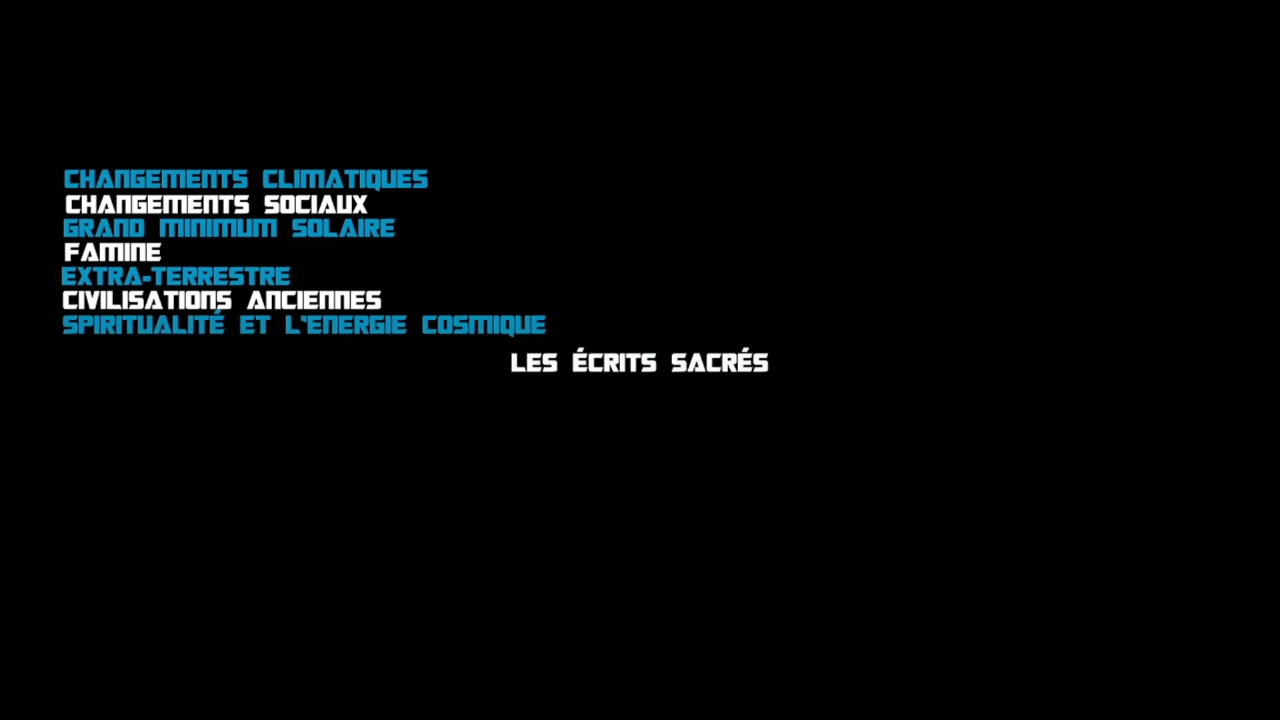 CHANGEMENTS CLIMATIQUES
CHANGEMENTS SOCIAUX
GRAND MINIMUM SOLAIRE
FAMINE
EXTRA-TERRESTRE
CIVILISATIONS ANCIENNES
SPIRITUALITÉ ET L'ENERGIE COSMIQUE
LES ÉCRITS SACRÉS